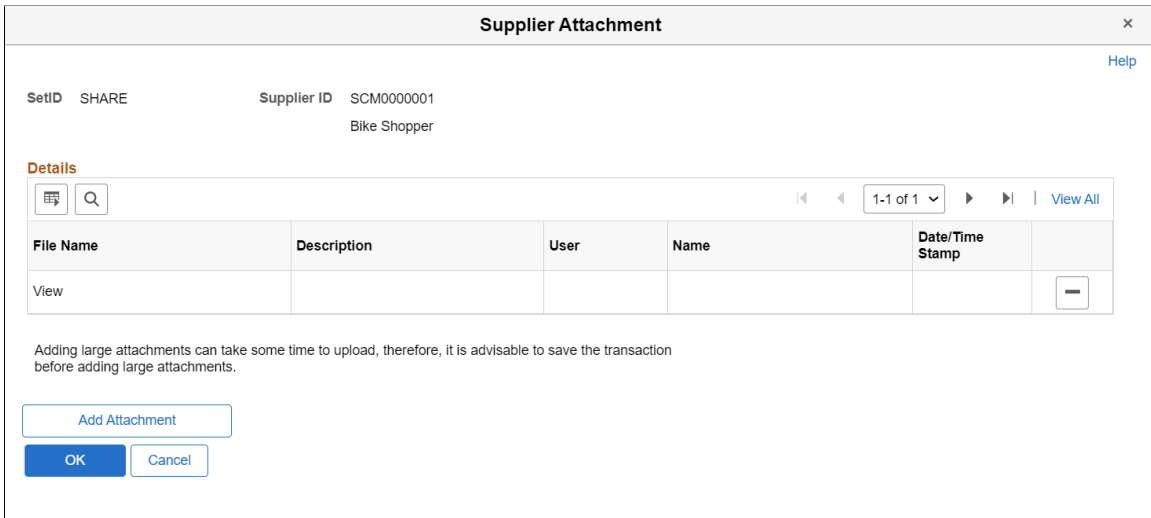 Supplier Attachment ×
Help
SetID SHARE Supplier ID SCM0000001
Bike Shopper
Details
1-1 of 1 | View All
File Name Description User Name Date/Time Stamp
View
Adding large attachments can take some time to upload, therefore, it is advisable to save the transaction
before adding large attachments.
Add Attachment
OK Cancel